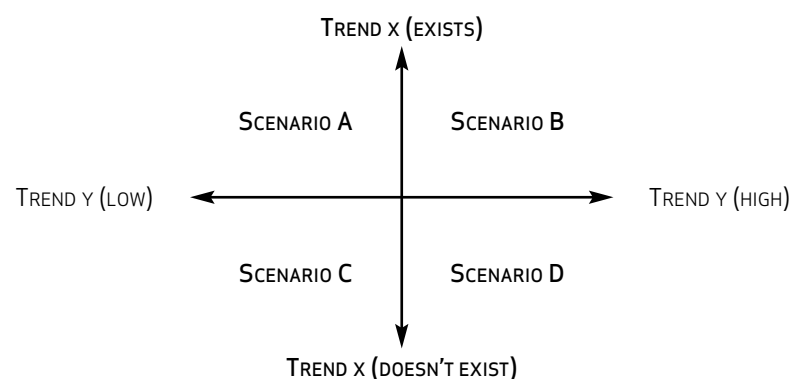 Trend x (exists)
Scenario A
Scenario B
Trend y (low)
Trend y (high)
Scenario C
Scenario D
Trend x (doesn't exist)